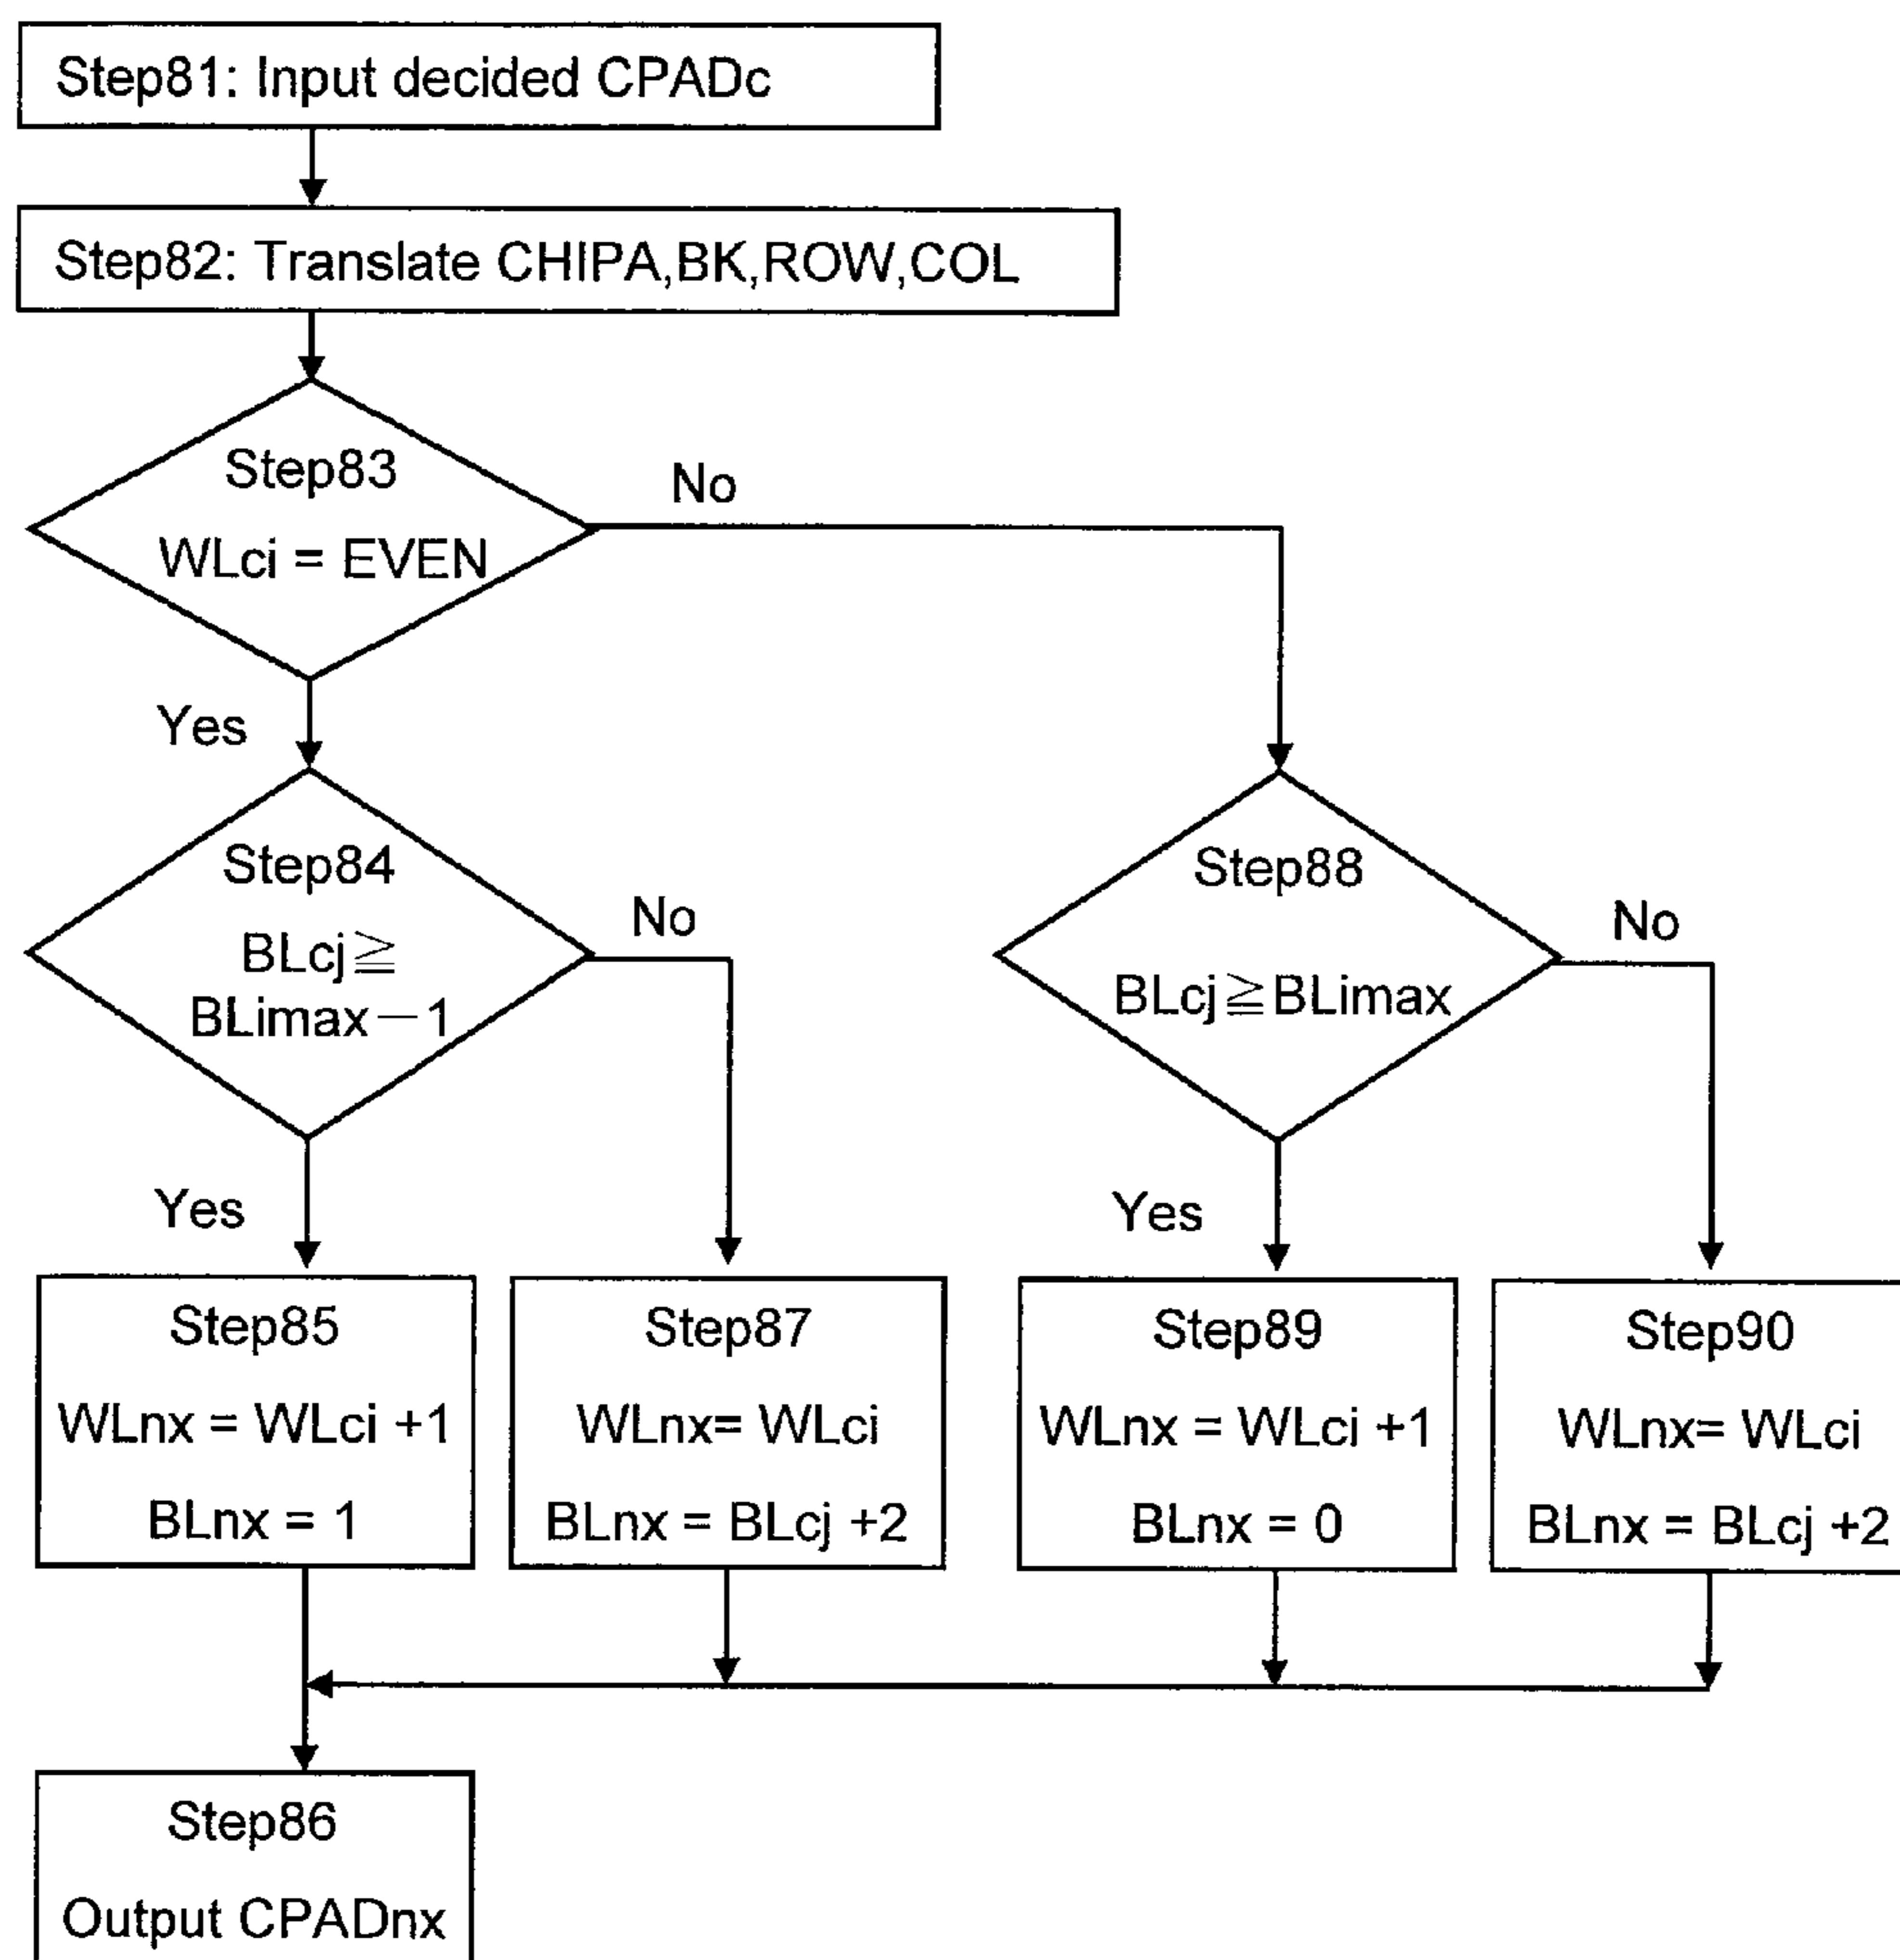 Step81: Input decided CPADc
Step82: Translate CHIPA,BK,ROW,COL
Step83
WLci = EVEN
No
Yes
Step84
BLcj≧
BLimax－1
No
Yes
Step88
BLcj≧BLimax
No
Yes
Step85
WLnx = WLci +1
BLnx = 1
Step87
WLnx= WLci
BLnx = BLcj +2
Step89
WLnx = WLci +1
BLnx = 0
Step90
WLnx= WLci
BLnx = BLcj +2
Step86
Output CPADnx